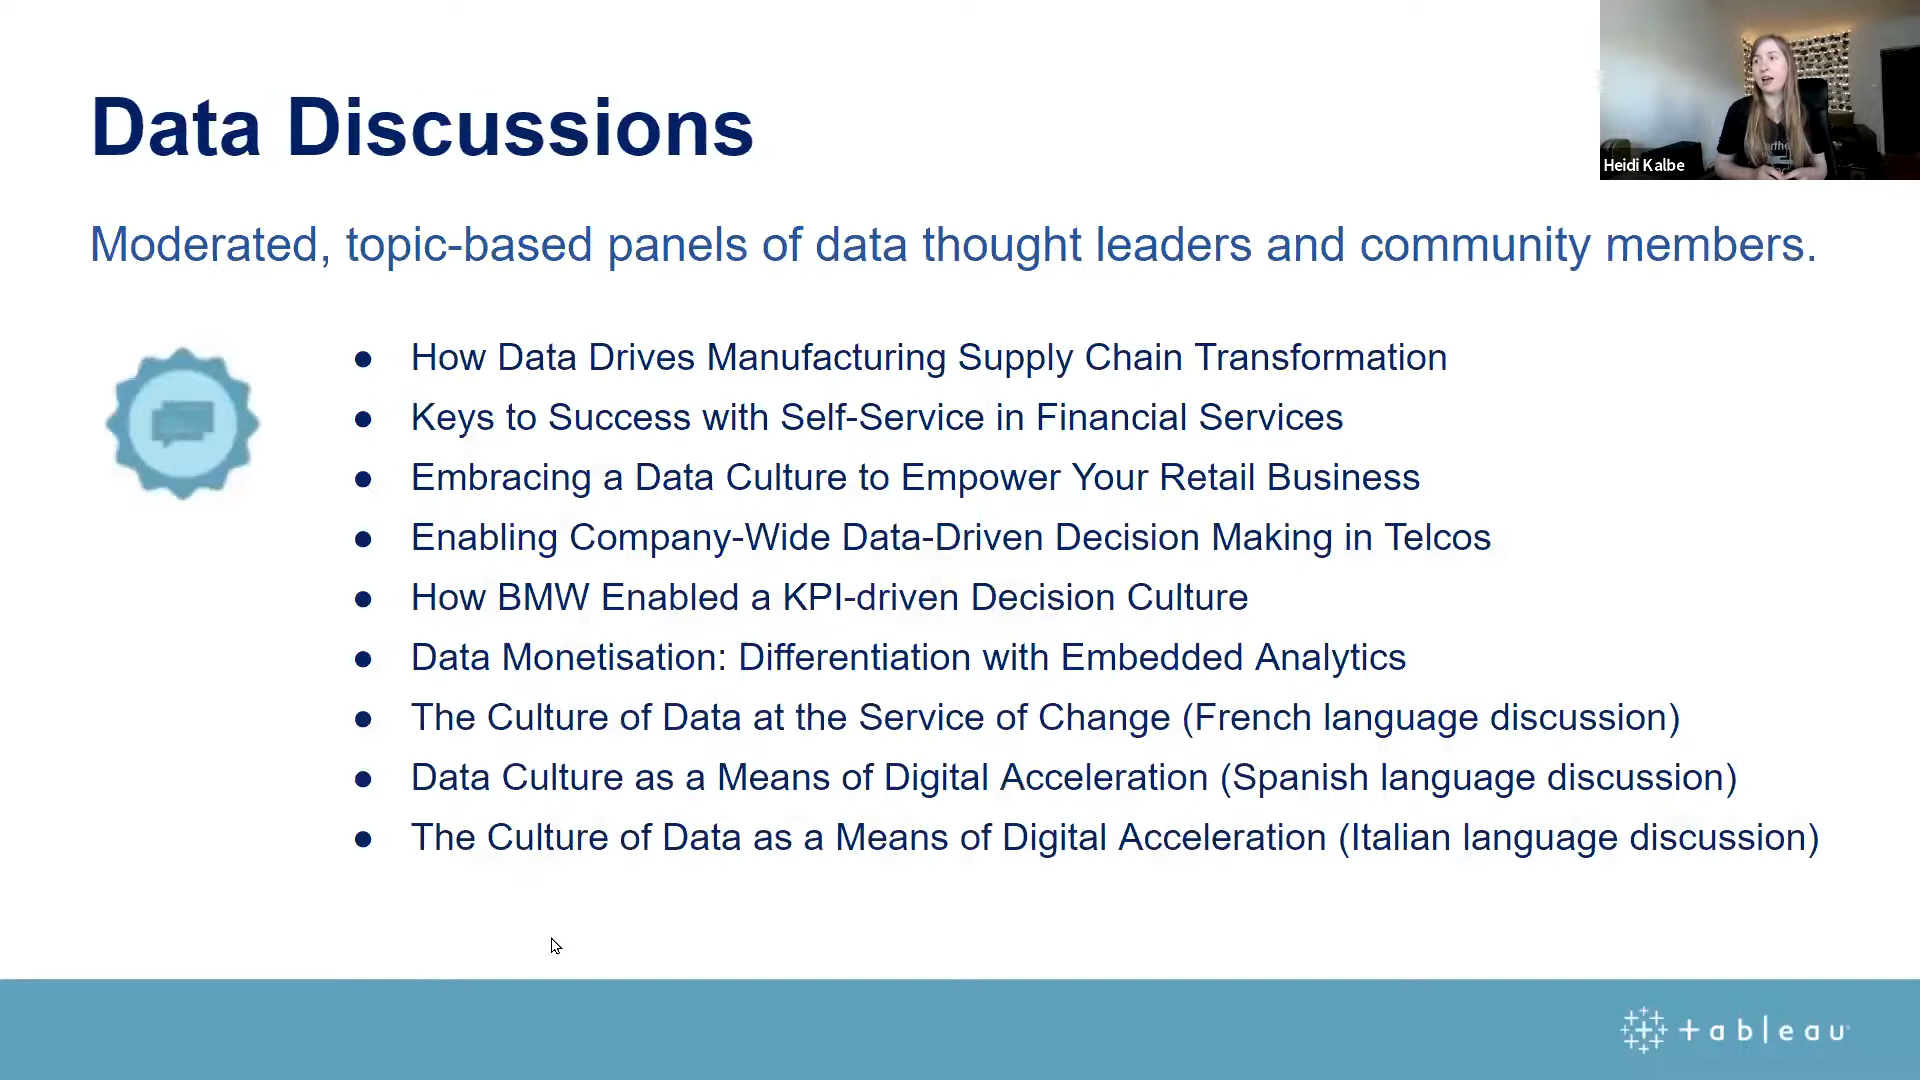 Data Discussions
Heidi Kalbe
Moderated, topic-based panels of data thought leaders and community members.
● How Data Drives Manufacturing Supply Chain Transformation
● Keys to Success with Self-Service in Financial Services
● Embracing a Data Culture to Empower Your Retail Business
● Enabling Company-Wide Data-Driven Decision Making in Telcos
● How BMW Enabled a KPI-driven Decision Culture
● Data Monetisation: Differentiation with Embedded Analytics
● The Culture of Data at the Service of Change (French language discussion)
● Data Culture as a Means of Digital Acceleration (Spanish language discussion)
● The Culture of Data as a Means of Digital Acceleration (Italian language discussion)
+ableau